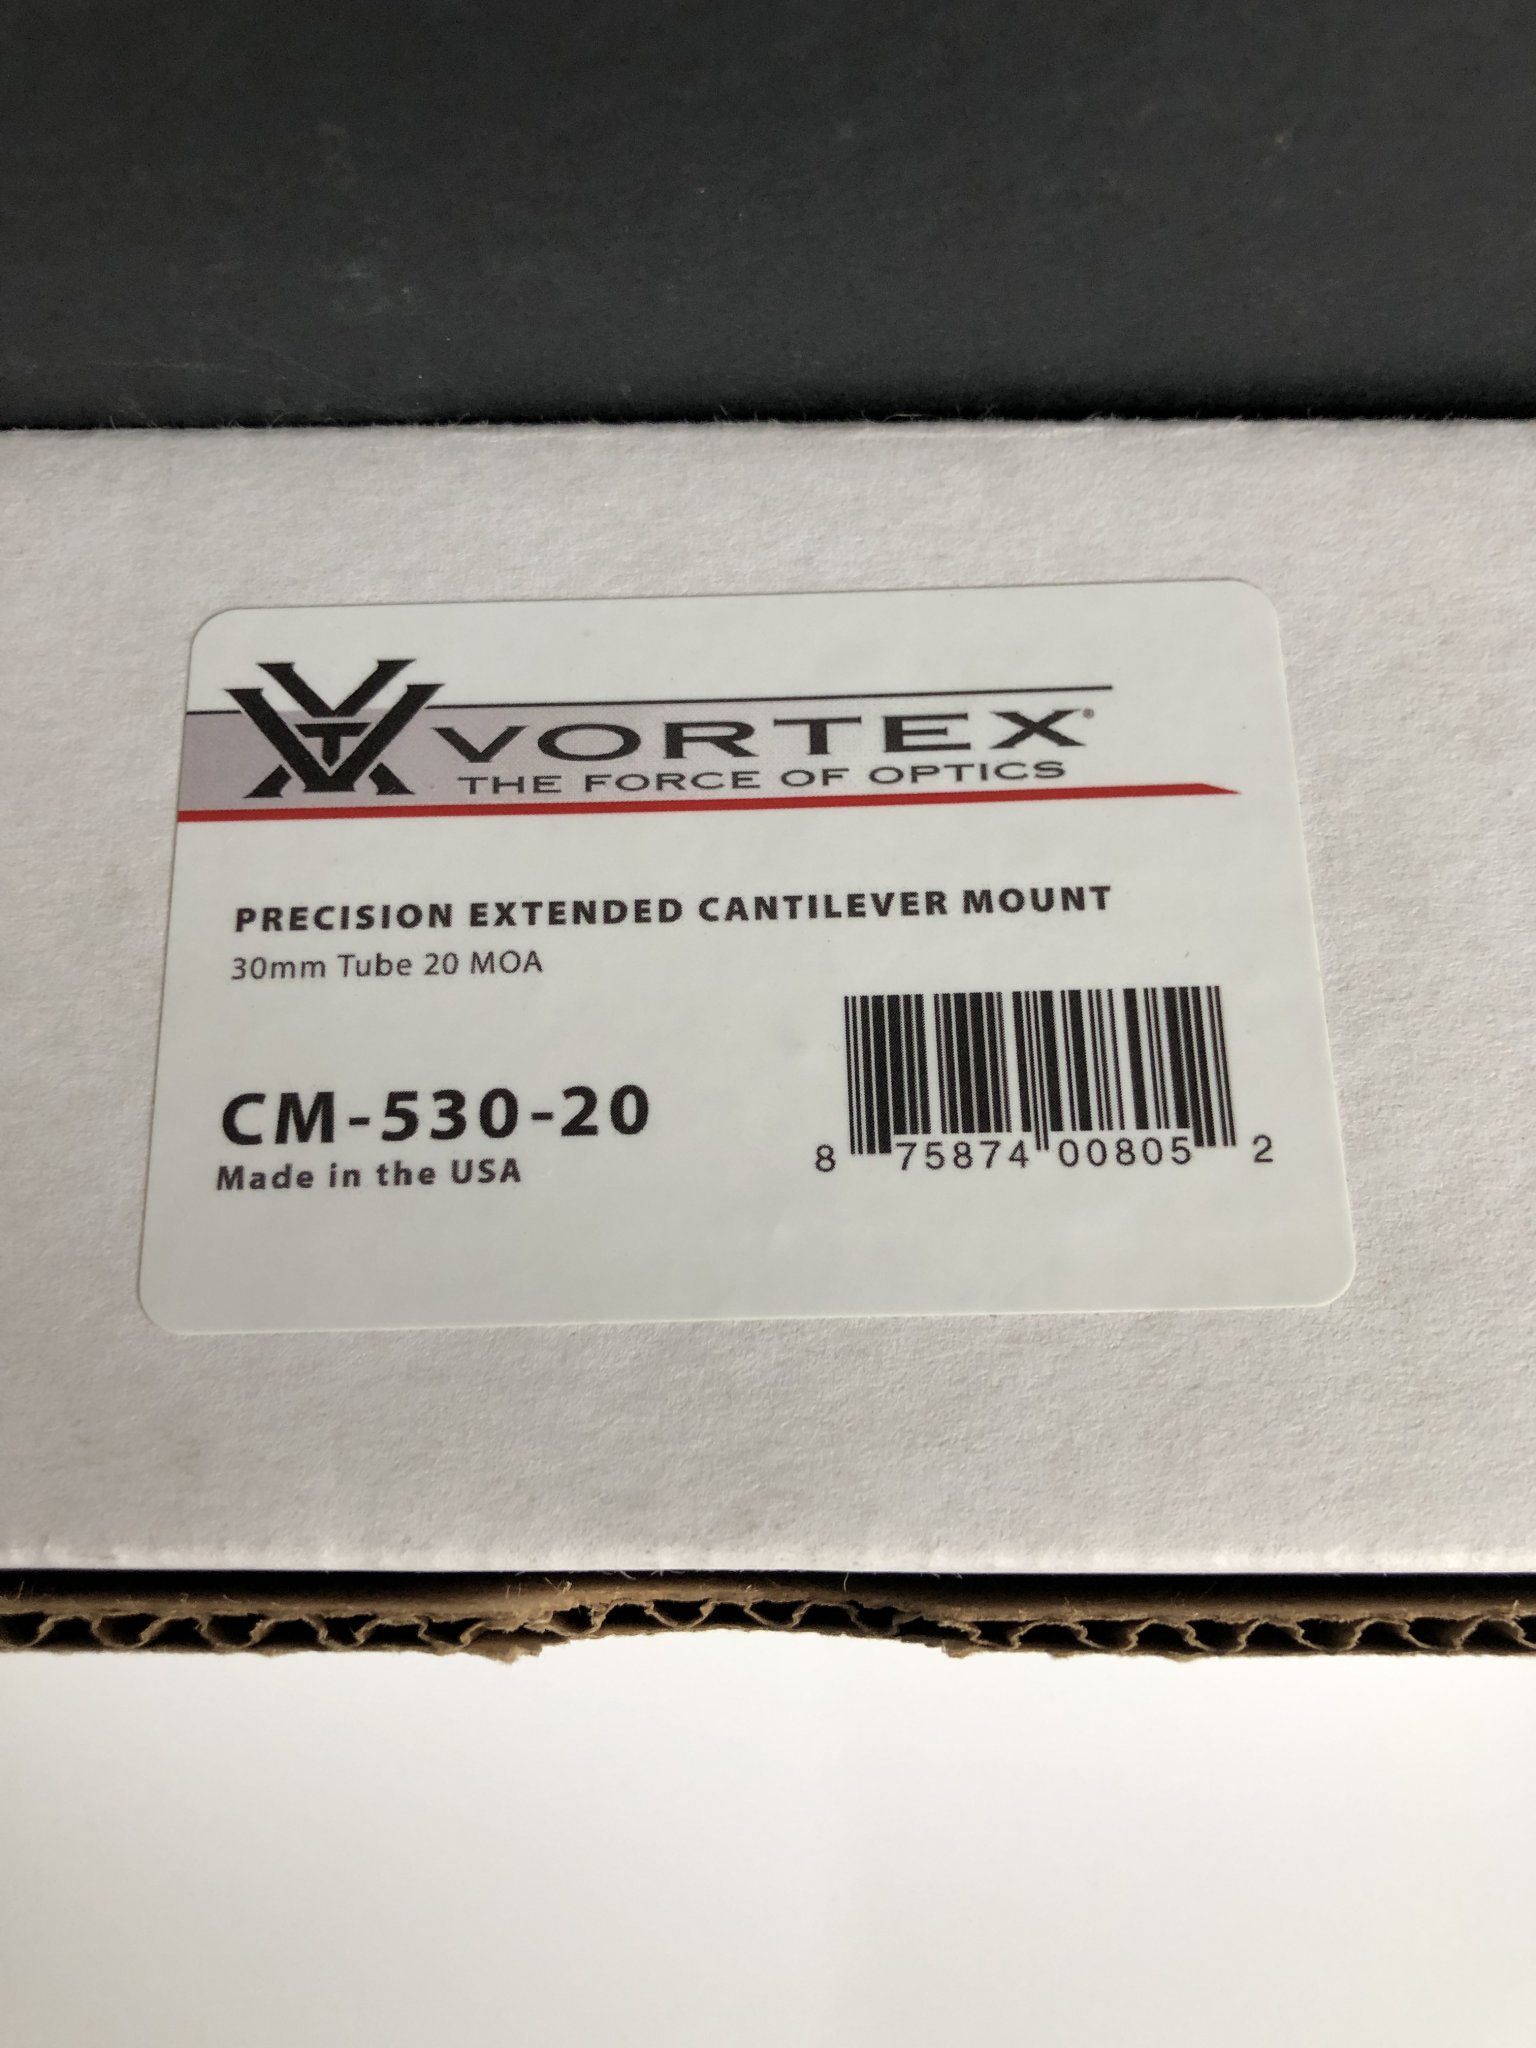 VORTEX®
THE FORCE OF OPTICS
PRECISION EXTENDED CANTILEVER MOUNT
30mm Tube 20 MOA
CM-530-20
Made in the USA
8 75874 00805 2